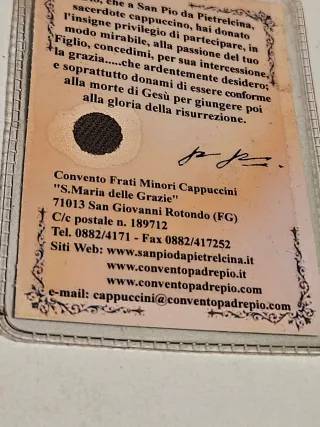 che a San Pio da Pietrelcina,
sacerdote cappuccino, hai donato
l'insigne privilegio di partecipare, in
modo mirabile, alla passione del tuo
Figlio, concedimi, per sua intercessione,
la grazia.....che ardentemente desidero;
e soprattutto donami di essere conforme
alla morte di Gesù per giungere poi
alla gloria della risurrezione.
Convento Frati Minori Cappuccini
"S.Maria delle Grazie"
71013 San Giovanni Rotondo (FG)
C/c postale n. 189712
Tel. 0882/4171 - Fax 0882/417252
Siti Web: www.sanpiodapietrelcina.it
www.conventopadrepio.it
www.conventopadrepio.com
e-mail: cappuccini@conventopadrepio.com